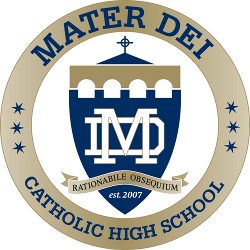 MATER DEI
MD
RATIONABILE OBSEQUIUM
est. 2007
CATHOLIC HIGH SCHOOL